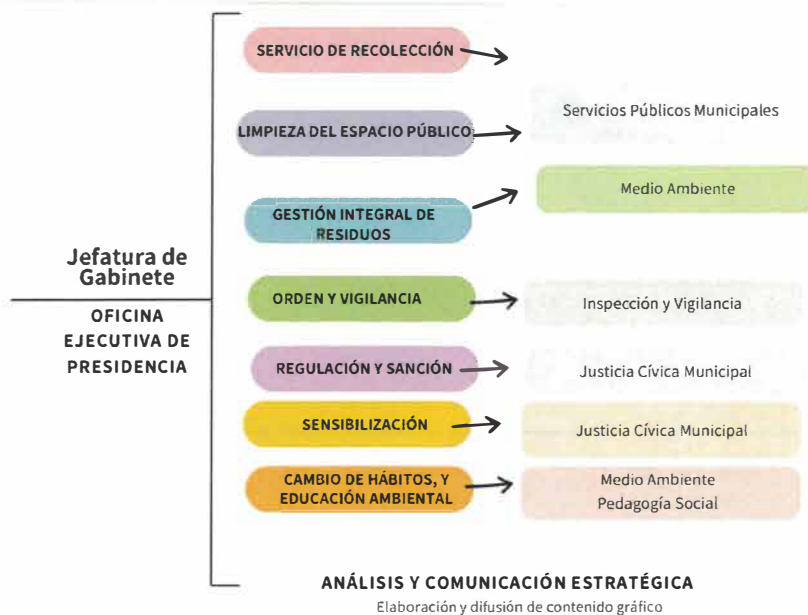 Jefatura de
Gabinete
OFICINA
EJECUTIVA DE
PRESIDENCIA
SERVICIO DE RECOLECCIÓN
LIMPIEZA DEL ESPACIO PÚBLICO
Servicios Públicos Municipales
GESTIÓN INTEGRAL DE
RESIDUOS
Medio Ambiente
ORDEN Y VIGILANCIA
Inspección y Vigilancia
REGULACIÓN Y SANCIÓN
Justicia Cívica Municipal
SENSIBILIZACIÓN
Justicia Cívica Municipal
CAMBIO DE HÁBITOS, Y
EDUCACIÓN AMBIENTAL
Medio Ambiente
Pedagogía Social
ANÁLISIS Y COMUNICACIÓN ESTRATÉGICA
Elaboración y difusión de contenido gráfico